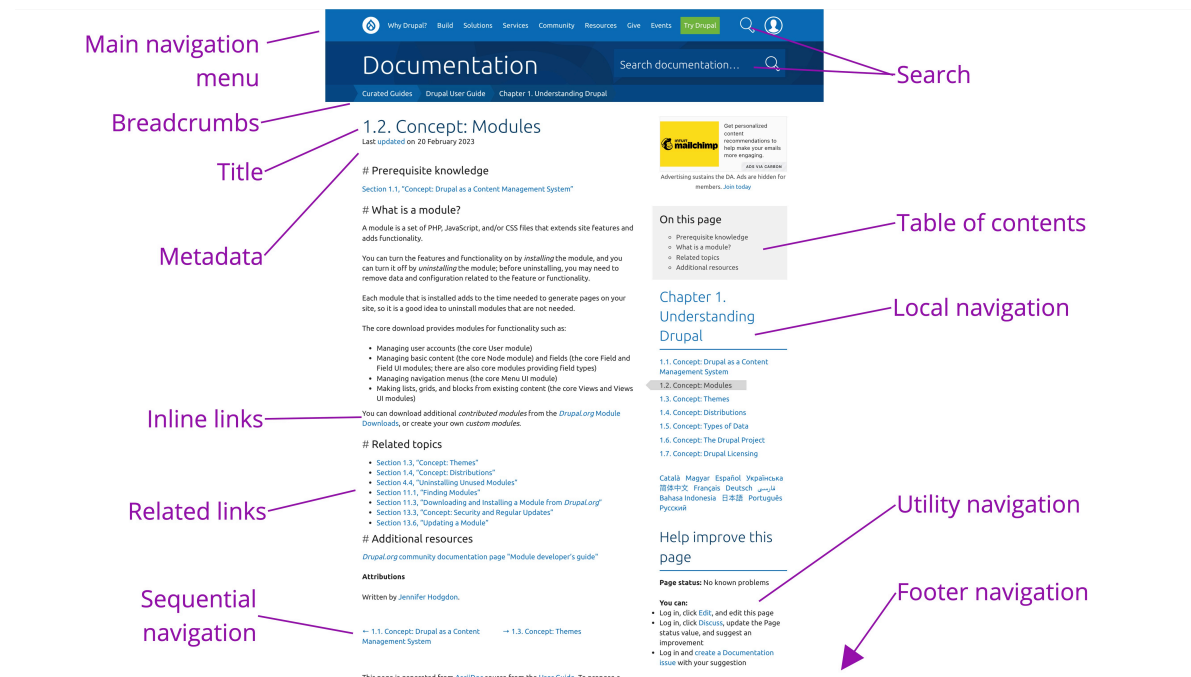 Why Drupal? Build Solutions Services Community Resources Give Events Try Drupal
Main navigation
menu
Documentation
Search documentation...
Search
Curated Guides Drupal User Guide Chapter 1. Understanding Drupal
Breadcrumbs
Title
Metadata
1.2. Concept: Modules
Last updated on 20 February 2023
# Prerequisite knowledge
Section 1.1, "Concept: Drupal as a Content Management System"
# What is a module?
A module is a set of PHP, JavaScript, and/or CSS files that extends site features and
adds functionality.
You can turn the features and functionality on by installing the module, and you
can turn it off by uninstalling the module; before uninstalling, you may need to
remove data and configuration related to the feature or functionality.
Each module that is installed adds to the time needed to generate pages on your
site, so it is a good idea to uninstall modules that are not needed.
The core download provides modules for functionality such as:
• Managing user accounts (the core User module)
• Managing basic content (the core Node module) and fields (the core Field and
Field UI modules; there are also core modules providing field types)
• Managing navigation menus (the core Menu UI module)
• Making lists, grids, and blocks from existing content (the core Views and Views
UI modules)
Inline links
You can download additional contributed modules from the Drupal.org Module
Downloads, or create your own custom modules.
# Related topics
• Section 1.3, "Concept: Themes"
• Section 1.4, "Concept: Distributions"
• Section 4.4, "Uninstalling Unused Modules"
• Section 11.1, "Finding Modules"
• Section 11.3, "Downloading and Installing a Module from Drupal.org"
• Section 13.3, "Concept: Security and Regular Updates"
• Section 13.6, "Updating a Module"
Related links
# Additional resources
Drupal.org community documentation page "Module developer's guide"
Attributions
Written by Jennifer Hodgdon.
Sequential
navigation
← 1.1. Concept: Drupal as a Content
Management System
→ 1.3. Concept: Themes
This page is generated from AsciiDoc source from the User Guide. To propose a
intuit
mailchimp
Get personalized
content
recommendations to
help make your emails
more engaging.
ADS VIA CARBON
Advertising sustains the DA. Ads are hidden for
members. Join today
On this page
Prerequisite knowledge
What is a module?
Related topics
Additional resources
Table of contents
Chapter 1.
Understanding
Drupal
Local navigation
1.1. Concept: Drupal as a Content
Management System
1.2. Concept: Modules
1.3. Concept: Themes
1.4. Concept: Distributions
1.5. Concept: Types of Data
1.6. Concept: The Drupal Project
1.7. Concept: Drupal Licensing
Català Magyar Español Українська
简体中文 Français Deutsch فارسی
Bahasa Indonesia 日本語 Português
Русский
Utility navigation
Help improve this
page
Page status: No known problems
You can:
• Log in, click Edit, and edit this page
• Log in, click Discuss, update the Page
status value, and suggest an
improvement
• Log in and create a Documentation
issue with your suggestion
Footer navigation